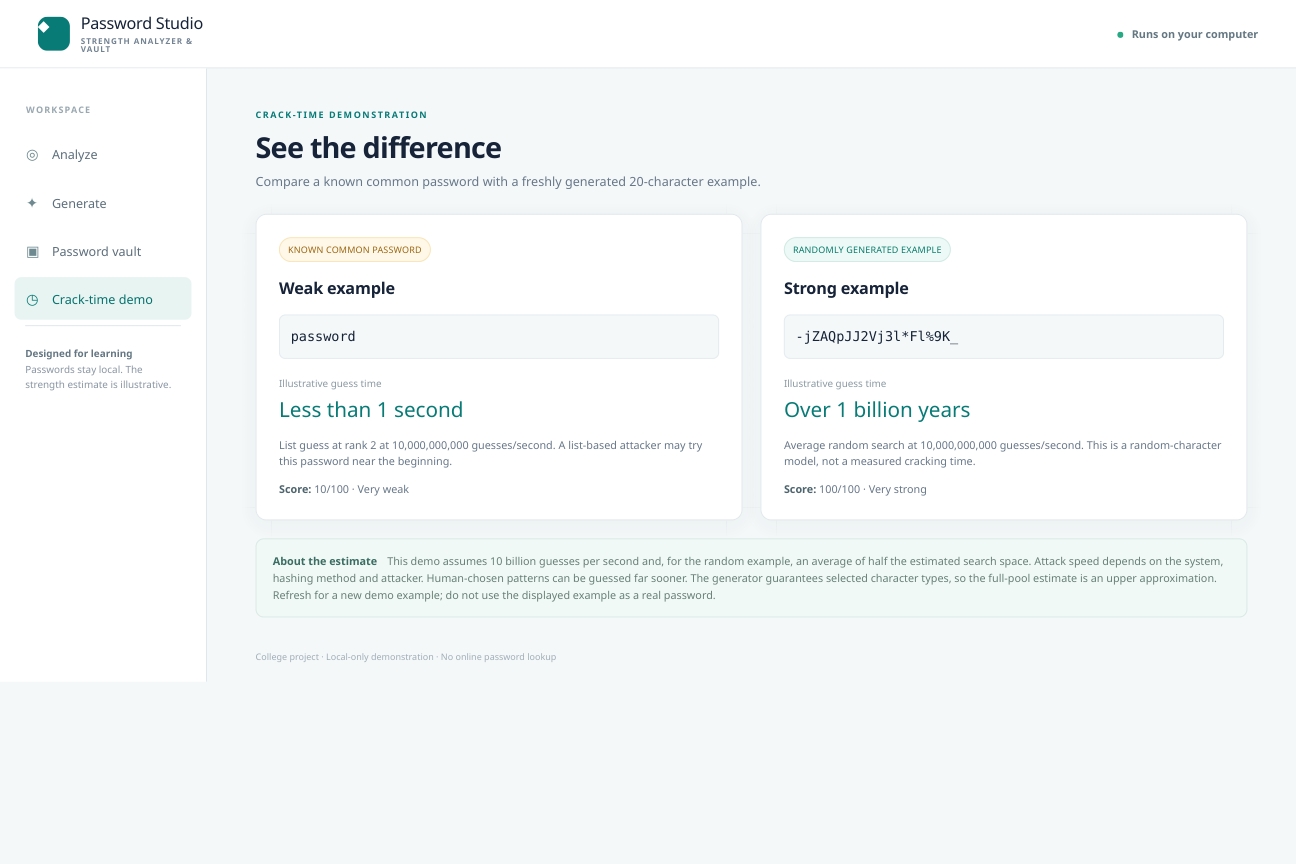 Password Studio
STRENGTH ANALYZER &
VAULT
Runs on your computer
WORKSPACE
Analyze
Generate
Password vault
Crack-time demo
Designed for learning
Passwords stay local. The
strength estimate is illustrative.
CRACK-TIME DEMONSTRATION
See the difference
Compare a known common password with a freshly generated 20-character example.
KNOWN COMMON PASSWORD
Weak example
password
Illustrative guess time
Less than 1 second
List guess at rank 2 at 10,000,000,000 guesses/second. A list-based attacker may try
this password near the beginning.
Score: 10/100 · Very weak
RANDOMLY GENERATED EXAMPLE
Strong example
-jZAQpJJ2Vj3l*Fl%9K_
Illustrative guess time
Over 1 billion years
Average random search at 10,000,000,000 guesses/second. This is a random-character
model, not a measured cracking time.
Score: 100/100 · Very strong
About the estimate This demo assumes 10 billion guesses per second and, for the random example, an average of half the estimated search space. Attack speed depends on the system,
hashing method and attacker. Human-chosen patterns can be guessed far sooner. The generator guarantees selected character types, so the full-pool estimate is an upper approximation.
Refresh for a new demo example; do not use the displayed example as a real password.
College project · Local-only demonstration · No online password lookup